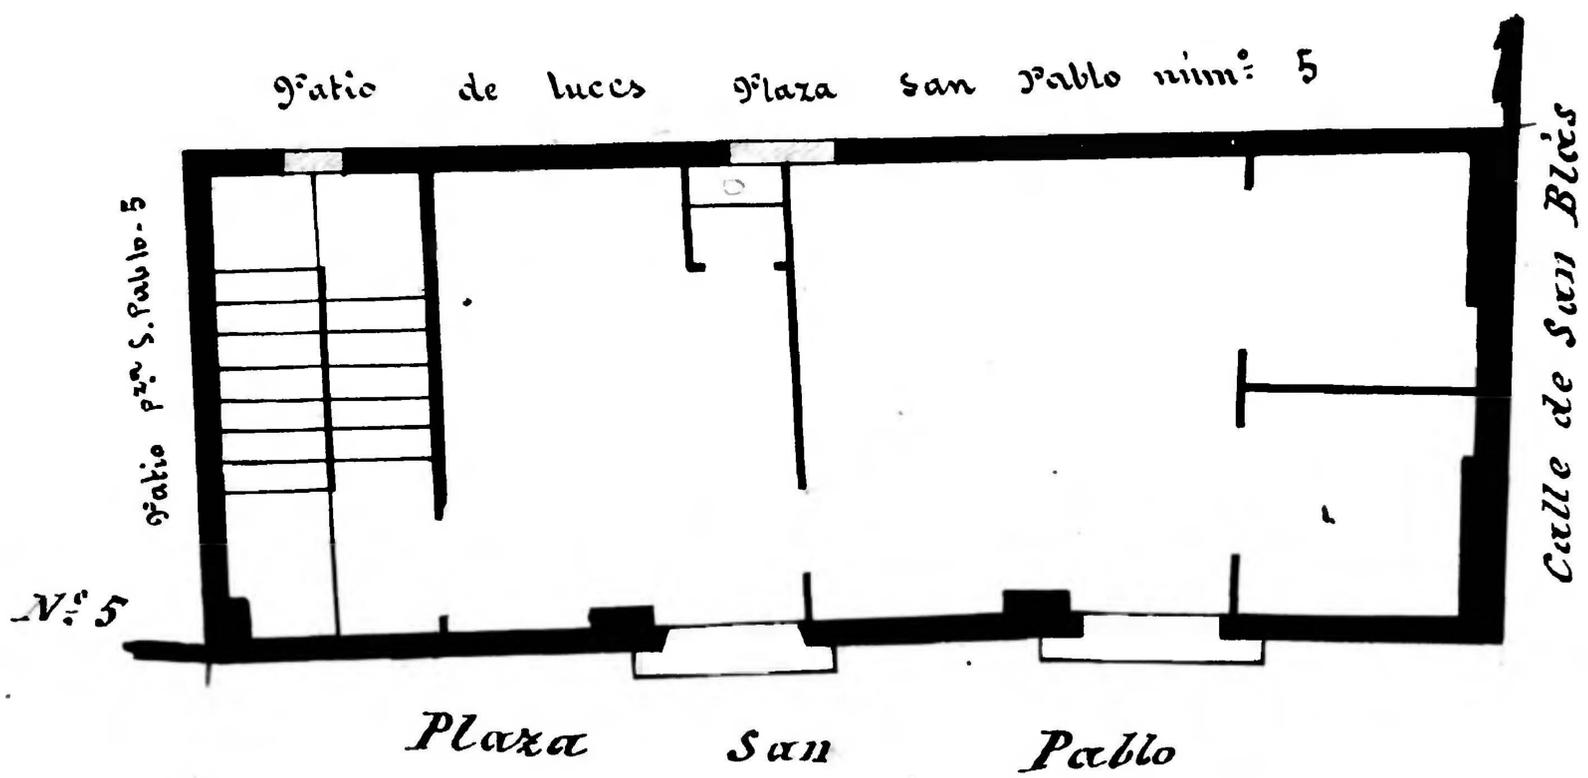 Patio de luces Plaza San Pablo núm.º 5
Patio pza S. Pablo-5
Calle de San Blás
N.º 5
Plaza San Pablo